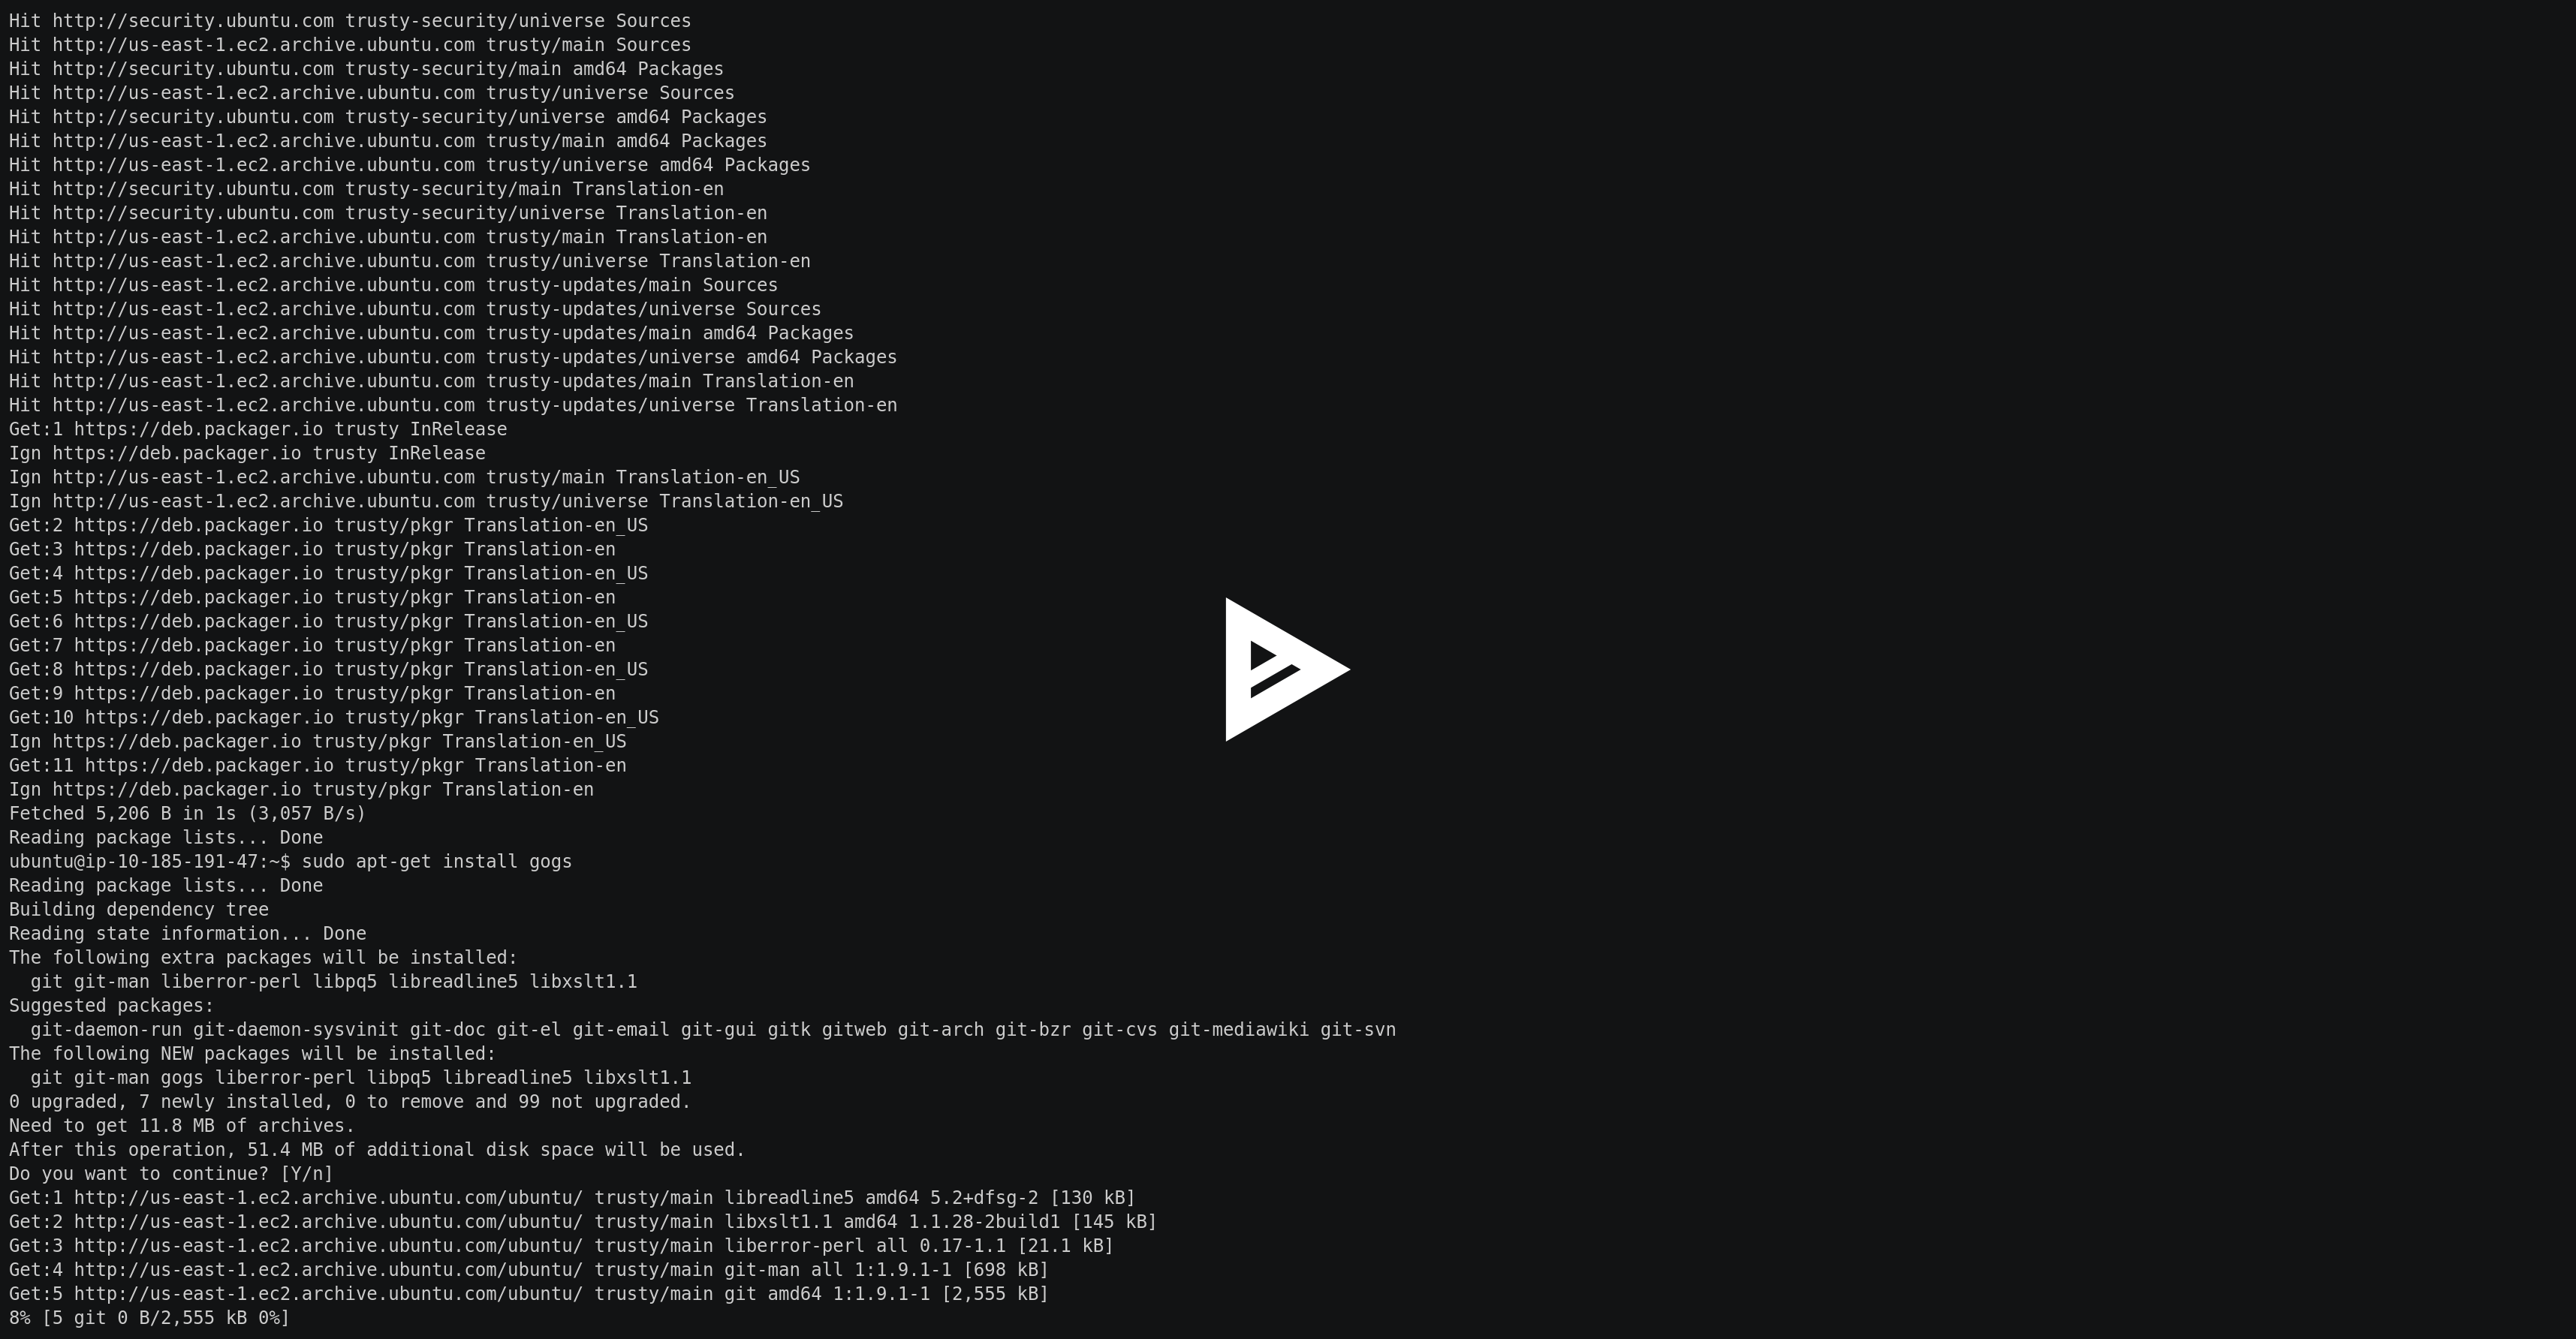 Hit http://security.ubuntu.com trusty-security/universe Sources
Hit http://us-east-1.ec2.archive.ubuntu.com trusty/main Sources
Hit http://security.ubuntu.com trusty-security/main amd64 Packages
Hit http://us-east-1.ec2.archive.ubuntu.com trusty/universe Sources
Hit http://security.ubuntu.com trusty-security/universe amd64 Packages
Hit http://us-east-1.ec2.archive.ubuntu.com trusty/main amd64 Packages
Hit http://us-east-1.ec2.archive.ubuntu.com trusty/universe amd64 Packages
Hit http://security.ubuntu.com trusty-security/main Translation-en
Hit http://security.ubuntu.com trusty-security/universe Translation-en
Hit http://us-east-1.ec2.archive.ubuntu.com trusty/main Translation-en
Hit http://us-east-1.ec2.archive.ubuntu.com trusty/universe Translation-en
Hit http://us-east-1.ec2.archive.ubuntu.com trusty-updates/main Sources
Hit http://us-east-1.ec2.archive.ubuntu.com trusty-updates/universe Sources
Hit http://us-east-1.ec2.archive.ubuntu.com trusty-updates/main amd64 Packages
Hit http://us-east-1.ec2.archive.ubuntu.com trusty-updates/universe amd64 Packages
Hit http://us-east-1.ec2.archive.ubuntu.com trusty-updates/main Translation-en
Hit http://us-east-1.ec2.archive.ubuntu.com trusty-updates/universe Translation-en
Get:1 https://deb.packager.io trusty InRelease
Ign https://deb.packager.io trusty InRelease
Ign http://us-east-1.ec2.archive.ubuntu.com trusty/main Translation-en_US
Ign http://us-east-1.ec2.archive.ubuntu.com trusty/universe Translation-en_US
Get:2 https://deb.packager.io trusty/pkgr Translation-en_US
Get:3 https://deb.packager.io trusty/pkgr Translation-en
Get:4 https://deb.packager.io trusty/pkgr Translation-en_US
Get:5 https://deb.packager.io trusty/pkgr Translation-en
Get:6 https://deb.packager.io trusty/pkgr Translation-en_US
Get:7 https://deb.packager.io trusty/pkgr Translation-en
Get:8 https://deb.packager.io trusty/pkgr Translation-en_US
Get:9 https://deb.packager.io trusty/pkgr Translation-en
Get:10 https://deb.packager.io trusty/pkgr Translation-en_US
Ign https://deb.packager.io trusty/pkgr Translation-en_US
Get:11 https://deb.packager.io trusty/pkgr Translation-en
Ign https://deb.packager.io trusty/pkgr Translation-en
Fetched 5,206 B in 1s (3,057 B/s)
Reading package lists... Done
ubuntu@ip-10-185-191-47:~$ sudo apt-get install gogs
Reading package lists... Done
Building dependency tree
Reading state information... Done
The following extra packages will be installed:
  git git-man liberror-perl libpq5 libreadline5 libxslt1.1
Suggested packages:
  git-daemon-run git-daemon-sysvinit git-doc git-el git-email git-gui gitk gitweb git-arch git-bzr git-cvs git-mediawiki git-svn
The following NEW packages will be installed:
  git git-man gogs liberror-perl libpq5 libreadline5 libxslt1.1
0 upgraded, 7 newly installed, 0 to remove and 99 not upgraded.
Need to get 11.8 MB of archives.
After this operation, 51.4 MB of additional disk space will be used.
Do you want to continue? [Y/n]
Get:1 http://us-east-1.ec2.archive.ubuntu.com/ubuntu/ trusty/main libreadline5 amd64 5.2+dfsg-2 [130 kB]
Get:2 http://us-east-1.ec2.archive.ubuntu.com/ubuntu/ trusty/main libxslt1.1 amd64 1.1.28-2build1 [145 kB]
Get:3 http://us-east-1.ec2.archive.ubuntu.com/ubuntu/ trusty/main liberror-perl all 0.17-1.1 [21.1 kB]
Get:4 http://us-east-1.ec2.archive.ubuntu.com/ubuntu/ trusty/main git-man all 1:1.9.1-1 [698 kB]
Get:5 http://us-east-1.ec2.archive.ubuntu.com/ubuntu/ trusty/main git amd64 1:1.9.1-1 [2,555 kB]
8% [5 git 0 B/2,555 kB 0%]